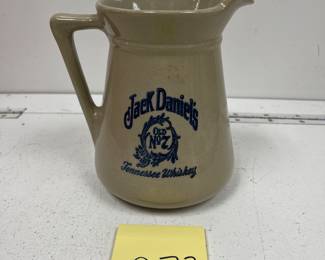 Jack Daniel's
OLD
No 7
Tennessee Whiskey